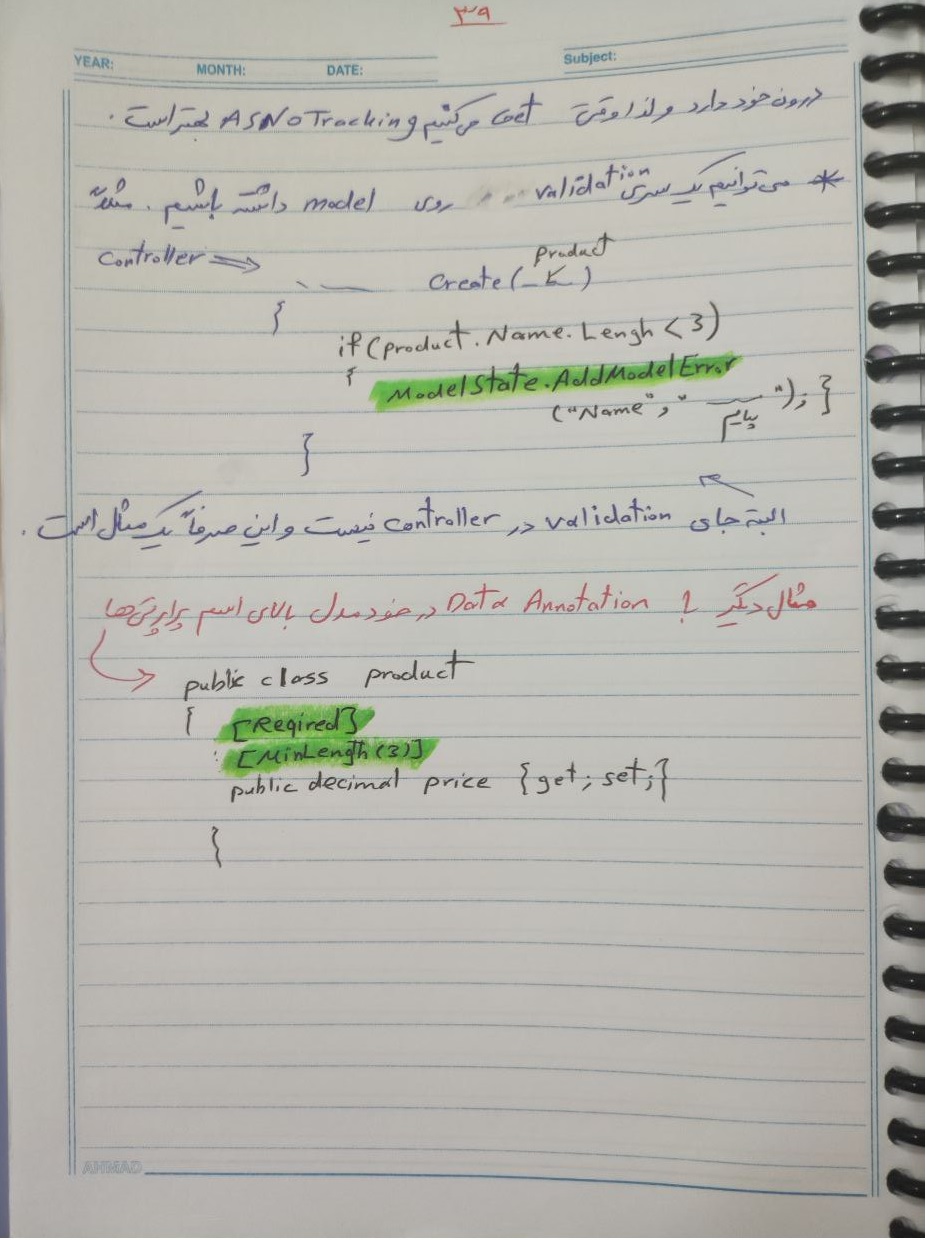 ۳۹
YEAR: MONTH: DATE: Subject:
درون خود دارد و لذا وقتی Get می‌کنیم AsNoTracking بهتر است.
* می‌توانیم یک سری validation روی model داشته باشیم. مثلاً
Controller ⇒
product
Create(_ )
{
if (product.Name.Lengh < 3)
{
ModelState.AddModelError
("Name", "پیام"); }
}
البته جای validation در controller نیست و این صرفاً یک مثال است.
مثال دیگر؟ Data Annotation در خود مدل بالای اسم پراپرتی‌ها
public class product
{ [Reqired]
[MinLength(3)]
public decimal price {get; set;}
}
AHMAD